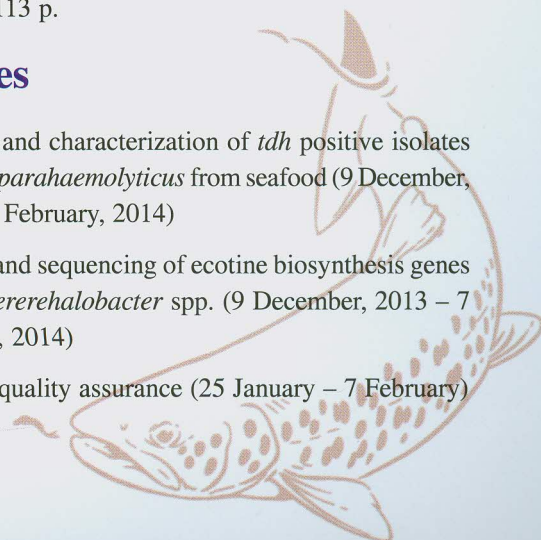 113 p.
es
and characterization of tdh positive isolates
parahaemolyticus from seafood (9 December,
February, 2014)
and sequencing of ecotine biosynthesis genes
ererehalobacter spp. (9 December, 2013 – 7
, 2014)
quality assurance (25 January – 7 February)